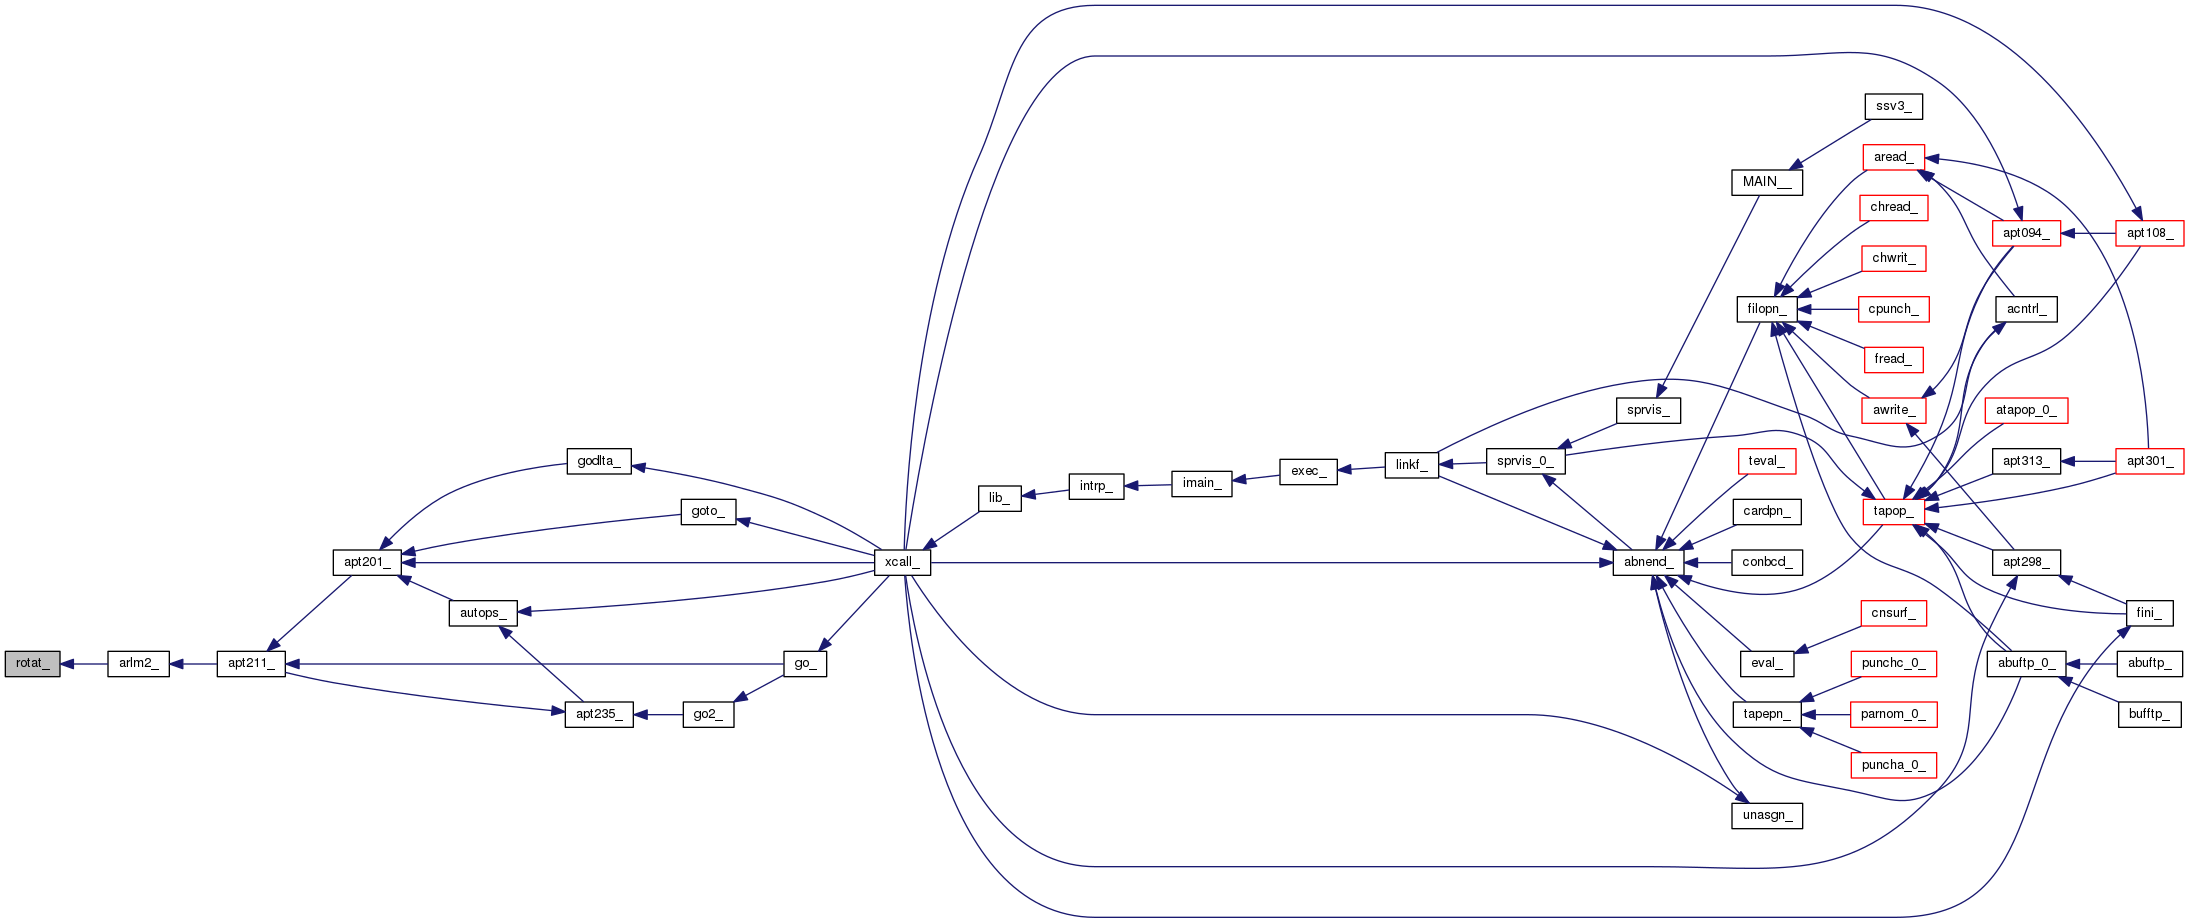 rotat_
arlm2_
apt211_
apt201_
godlta_
autops_
apt235_
goto_
go2_
go_
xcall_
lib_
intrp_
imain_
exec_
linkf_
sprvis_0_
sprvis_
abnend_
MAIN__
filopn_
teval_
cardpn_
conbcd_
eval_
tapepn_
unasgn_
ssv3_
aread_
chread_
chwrit_
cpunch_
fread_
awrite_
tapop_
cnsurf_
punchc_0_
parnom_0_
puncha_0_
apt094_
acntrl_
atapop_0_
apt313_
apt298_
abuftp_0_
apt108_
apt301_
fini_
abuftp_
bufftp_